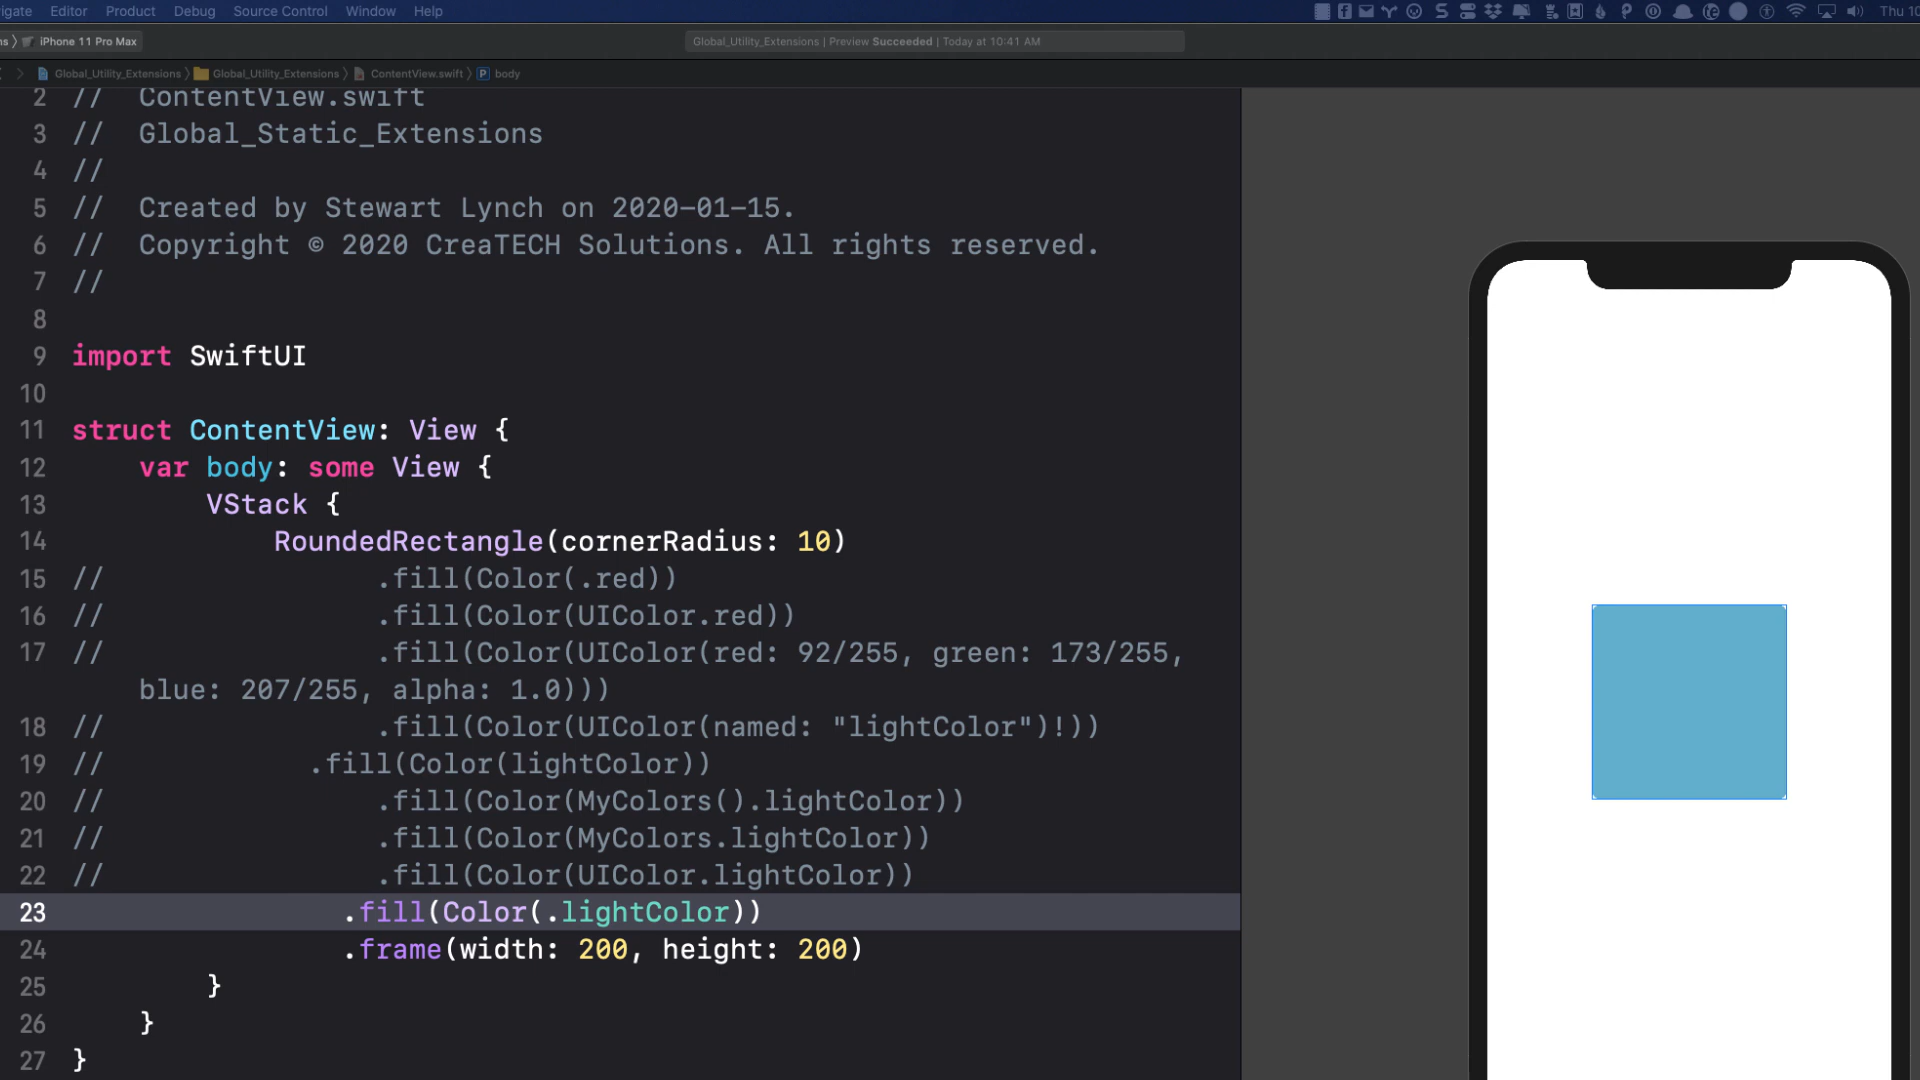 igate Editor Product Debug Source Control Window Help Thu 10
ns iPhone 11 Pro Max Global_Utility_Extensions | Preview Succeeded | Today at 10:41 AM
Global_Utility_Extensions Global_Utility_Extensions ContentView.swift P body
2 // ContentView.swift
3 // Global_Static_Extensions
4 //
5 // Created by Stewart Lynch on 2020-01-15.
6 // Copyright © 2020 CreaTECH Solutions. All rights reserved.
7 //
8
9 import SwiftUI
10
11 struct ContentView: View {
12 var body: some View {
13 VStack {
14 RoundedRectangle(cornerRadius: 10)
15 // .fill(Color(.red))
16 // .fill(Color(UIColor.red))
17 // .fill(Color(UIColor(red: 92/255, green: 173/255,
blue: 207/255, alpha: 1.0)))
18 // .fill(Color(UIColor(named: "lightColor")!))
19 // .fill(Color(lightColor))
20 // .fill(Color(MyColors().lightColor))
21 // .fill(Color(MyColors.lightColor))
22 // .fill(Color(UIColor.lightColor))
23 .fill(Color(.lightColor))
24 .frame(width: 200, height: 200)
25 }
26 }
27 }